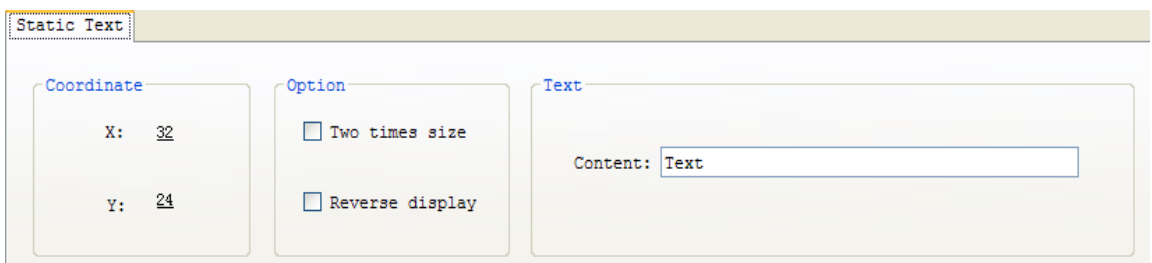 Static Text
Coordinate
X: 32
Y: 24
Option
Two times size
Reverse display
Text
Content: Text